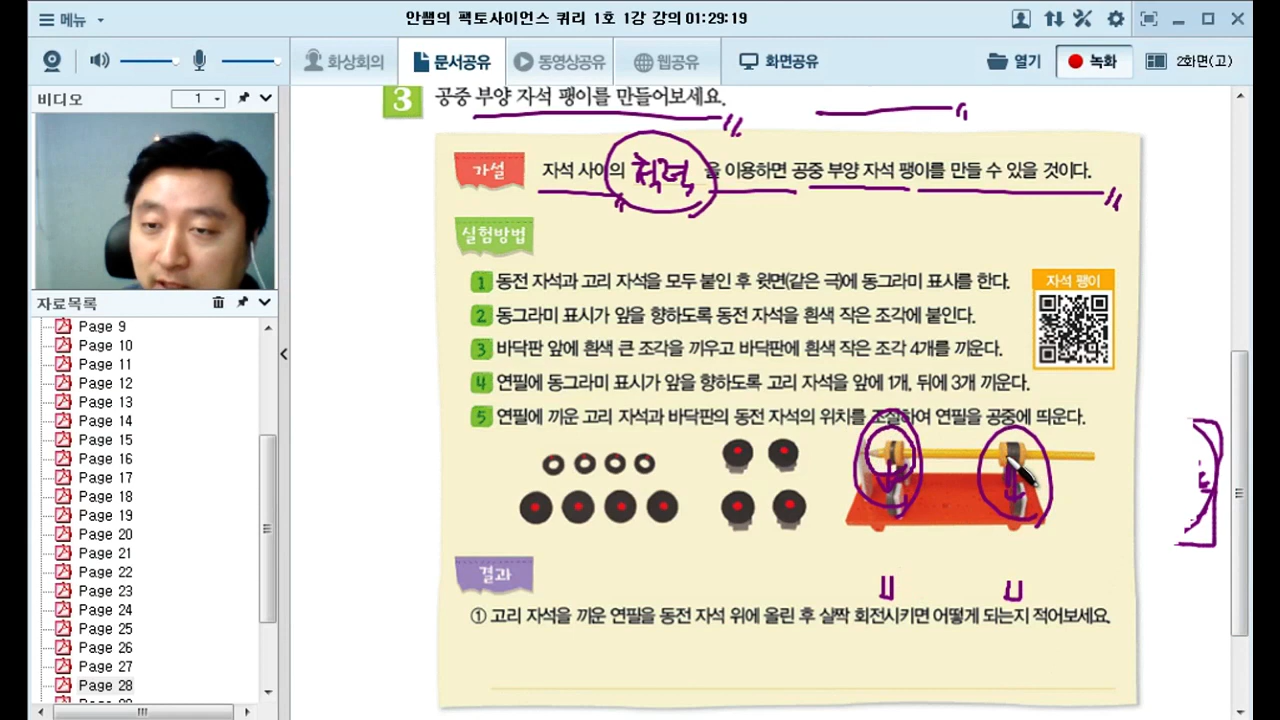 메뉴
안쌤의 팩토사이언스 쿼리 1호 1강 강의01:29:19
화상회의 문서공유 동영상공유 웹공유 화면공유 열기 녹화 2화면(고)
비디오 1
자료목록
Page 9
Page 10
Page 11
Page 12
Page 13
Page 14
Page 15
Page 16
Page 17
Page 18
Page 19
Page 20
Page 21
Page 22
Page 23
Page 24
Page 25
Page 26
Page 27
Page 28
3 공중 부양 자석 팽이를 만들어보세요.
가설 자석 사이의 척력을 이용하면 공중 부양 자석 팽이를 만들 수 있을 것이다.
실험방법
1 동전 자석과 고리 자석을 모두 붙인 후 윗면(같은 극)에 동그라미 표시를 한다.
2 동그라미 표시가 앞을 향하도록 동전 자석을 흰색 작은 조각에 붙인다.
3 바닥판 앞에 흰색 큰 조각을 끼우고 바닥판에 흰색 작은 조각 4개를 끼운다.
4 연필에 동그라미 표시가 앞을 향하도록 고리 자석을 앞에 1개, 뒤에 3개 끼운다.
5 연필에 끼운 고리 자석과 바닥판의 동전 자석의 위치를 조절하여 연필을 공중에 띄운다.
자석 팽이
결과
① 고리 자석을 끼운 연필을 동전 자석 위에 올린 후 살짝 회전시키면 어떻게 되는지 적어보세요.